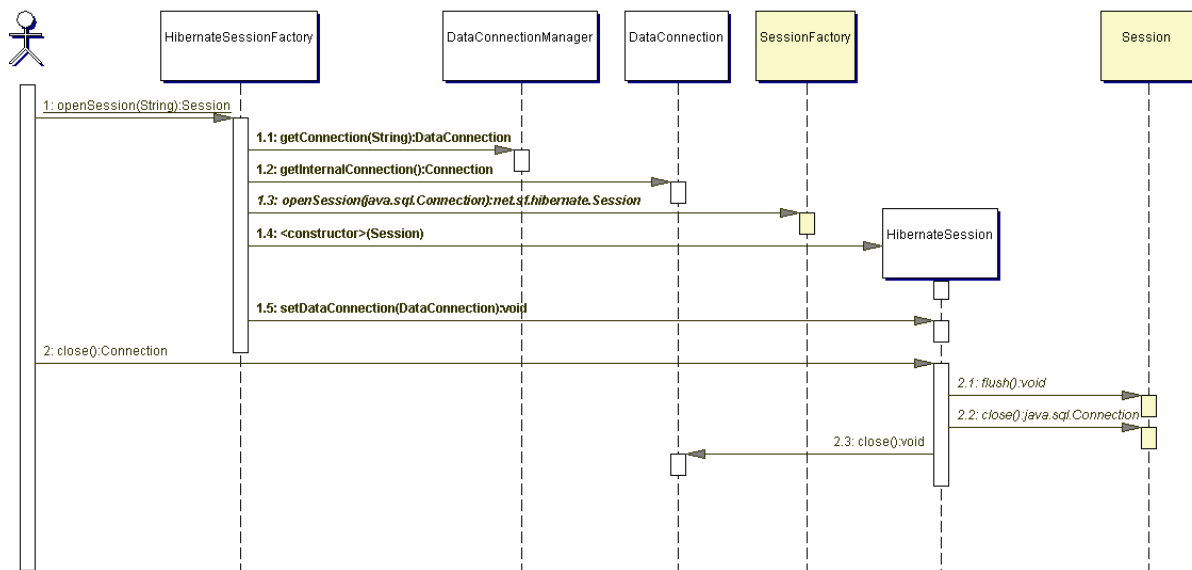 HibernateSessionFactory
DataConnectionManager
DataConnection
SessionFactory
Session
1: openSession(String):Session
1.1: getConnection(String):DataConnection
1.2: getInternalConnection():Connection
1.3: openSession(java.sql.Connection):net.sf.hibernate.Session
1.4: <constructor>(Session)
HibernateSession
1.5: setDataConnection(DataConnection):void
2: close():Connection
2.1: flush():void
2.2: close():java.sql.Connection
2.3: close():void